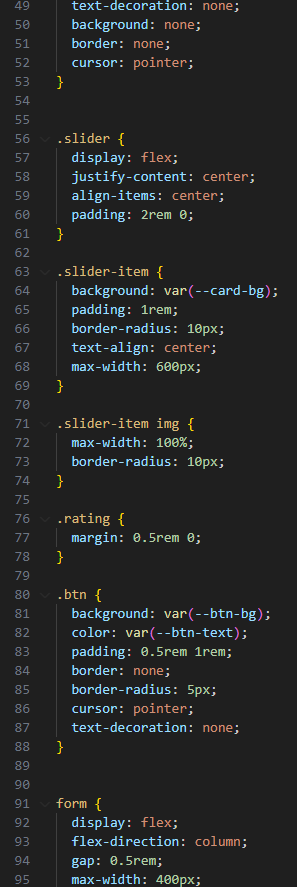 49 text-decoration: none;
50 background: none;
51 border: none;
52 cursor: pointer;
53 }
54
55
56 .slider {
57 display: flex;
58 justify-content: center;
59 align-items: center;
60 padding: 2rem 0;
61 }
62
63 .slider-item {
64 background: var(--card-bg);
65 padding: 1rem;
66 border-radius: 10px;
67 text-align: center;
68 max-width: 600px;
69 }
70
71 .slider-item img {
72 max-width: 100%;
73 border-radius: 10px;
74 }
75
76 .rating {
77 margin: 0.5rem 0;
78 }
79
80 .btn {
81 background: var(--btn-bg);
82 color: var(--btn-text);
83 padding: 0.5rem 1rem;
84 border: none;
85 border-radius: 5px;
86 cursor: pointer;
87 text-decoration: none;
88 }
89
90
91 form {
92 display: flex;
93 flex-direction: column;
94 gap: 0.5rem;
95 max-width: 400px;